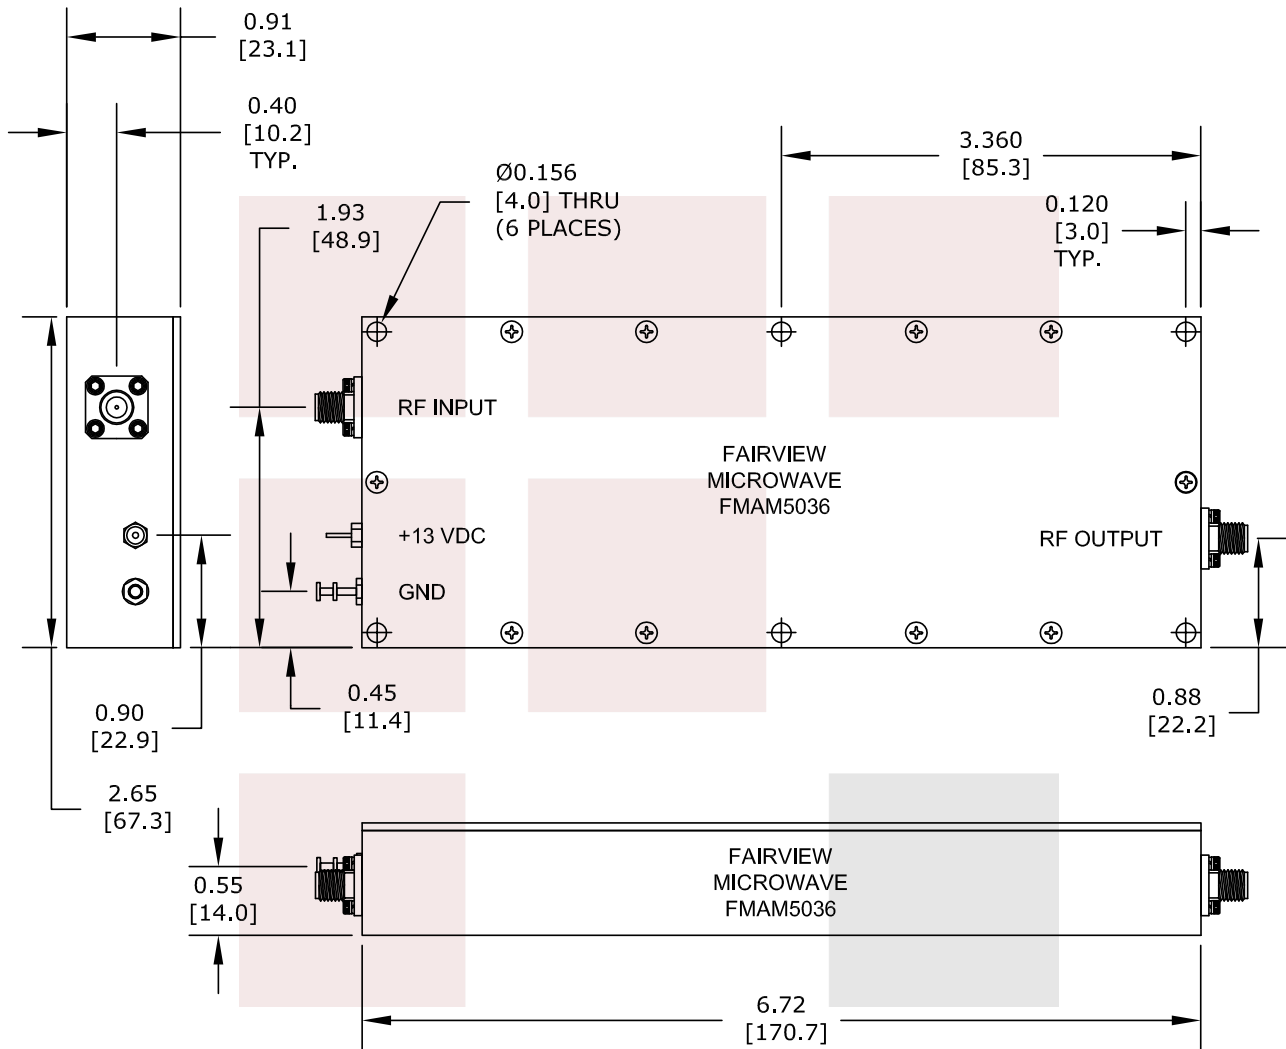 0.91
[23.1]
0.40
[10.2]
TYP.
3.360
[85.3]
Ø0.156
[4.0] THRU
(6 PLACES)
1.93
[48.9]
0.120
[3.0]
TYP.
RF INPUT
FAIRVIEW
MICROWAVE
FMAM5036
+13 VDC
RF OUTPUT
GND
0.45
[11.4]
0.88
[22.2]
0.90
[22.9]
2.65
[67.3]
FAIRVIEW
MICROWAVE
FMAM5036
0.55
[14.0]
6.72
[170.7]